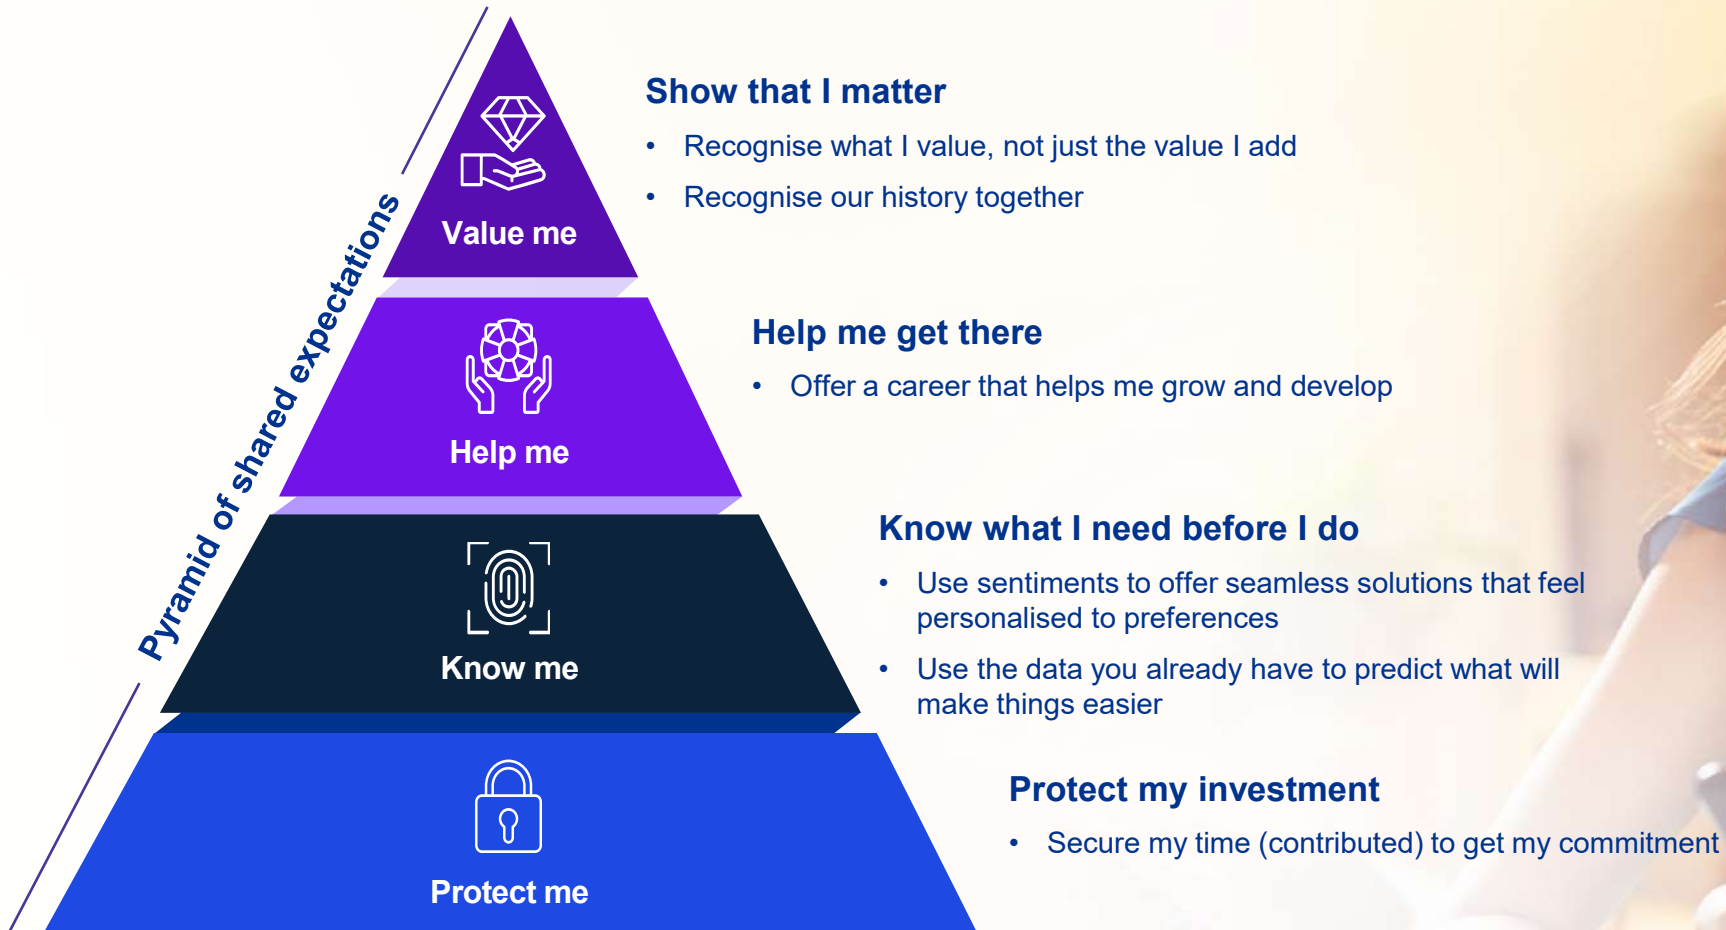 Pyramid of shared expectations
Value me
Show that I matter
• Recognise what I value, not just the value I add
• Recognise our history together
Help me
Help me get there
• Offer a career that helps me grow and develop
Know me
Know what I need before I do
• Use sentiments to offer seamless solutions that feel
personalised to preferences
• Use the data you already have to predict what will
make things easier
Protect me
Protect my investment
• Secure my time (contributed) to get my commitment